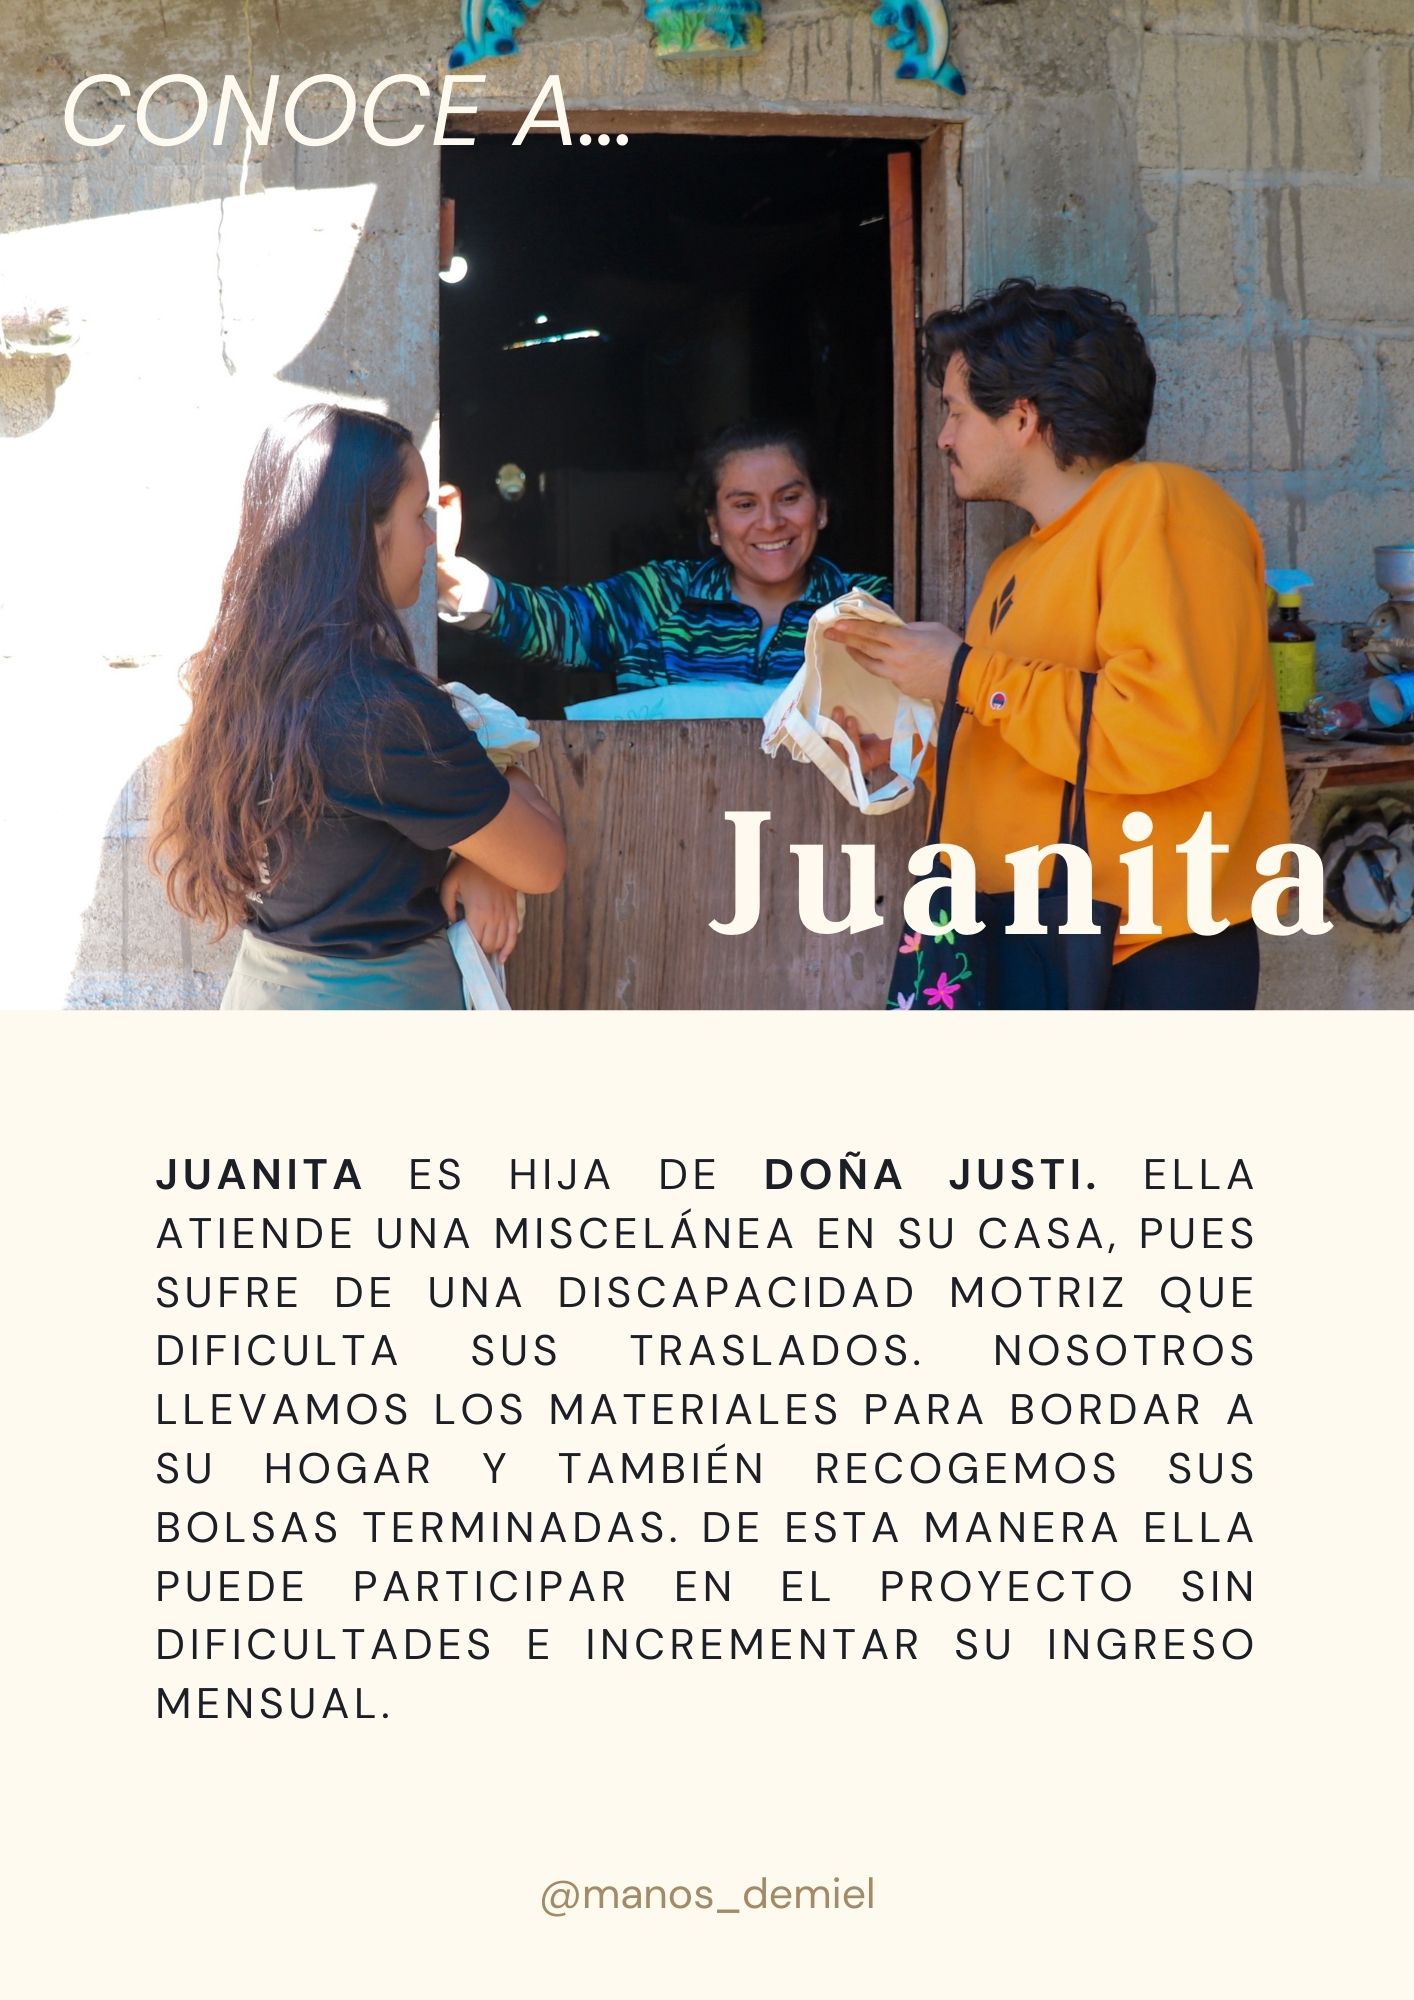 CONOCE A...
Juanita
JUANITA ES HIJA DE DOÑA JUSTI. ELLA
ATIENDE UNA MISCELÁNEA EN SU CASA, PUES
SUFRE DE UNA DISCAPACIDAD MOTRIZ QUE
DIFICULTA SUS TRASLADOS. NOSOTROS
LLEVAMOS LOS MATERIALES PARA BORDAR A
SU HOGAR Y TAMBIÉN RECOGEMOS SUS
BOLSAS TERMINADAS. DE ESTA MANERA ELLA
PUEDE PARTICIPAR EN EL PROYECTO SIN
DIFICULTADES E INCREMENTAR SU INGRESO
MENSUAL.
@manos_demiel